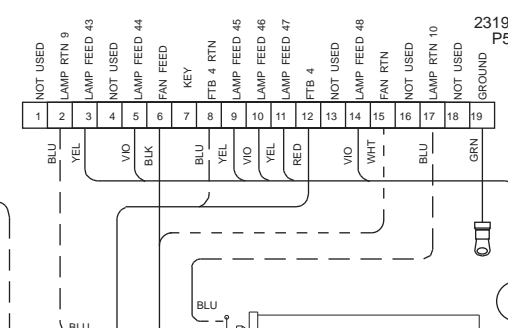 2319
P5
NOT USED
LAMP RTN 9
LAMP FEED 43
NOT USED
LAMP FEED 44
FAN FEED
KEY
FTB 4 RTN
LAMP FEED 45
LAMP FEED 46
LAMP FEED 47
FTB 4
NOT USED
LAMP FEED 48
FAN RTN
NOT USED
LAMP RTN 10
NOT USED
GROUND
1 2 3 4 5 6 7 8 9 10 11 12 13 14 15 16 17 18 19
BLU
YEL
VIO
BLK
BLU
YEL
VIO
YEL
RED
VIO
WHT
BLU
GRN
BLU
BLU